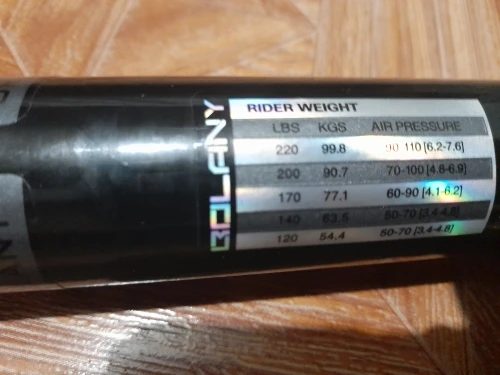 BOLANY
RIDER WEIGHT
LBS KGS AIR PRESSURE
220 99.8 90-110 [6.2-7.6]
200 90.7 70-100 [4.8-6.9]
170 77.1 60-90 [4.1-6.2]
140 63.5 50-70 [3.4-4.8]
120 54.4 50-70 [3.4-4.8]